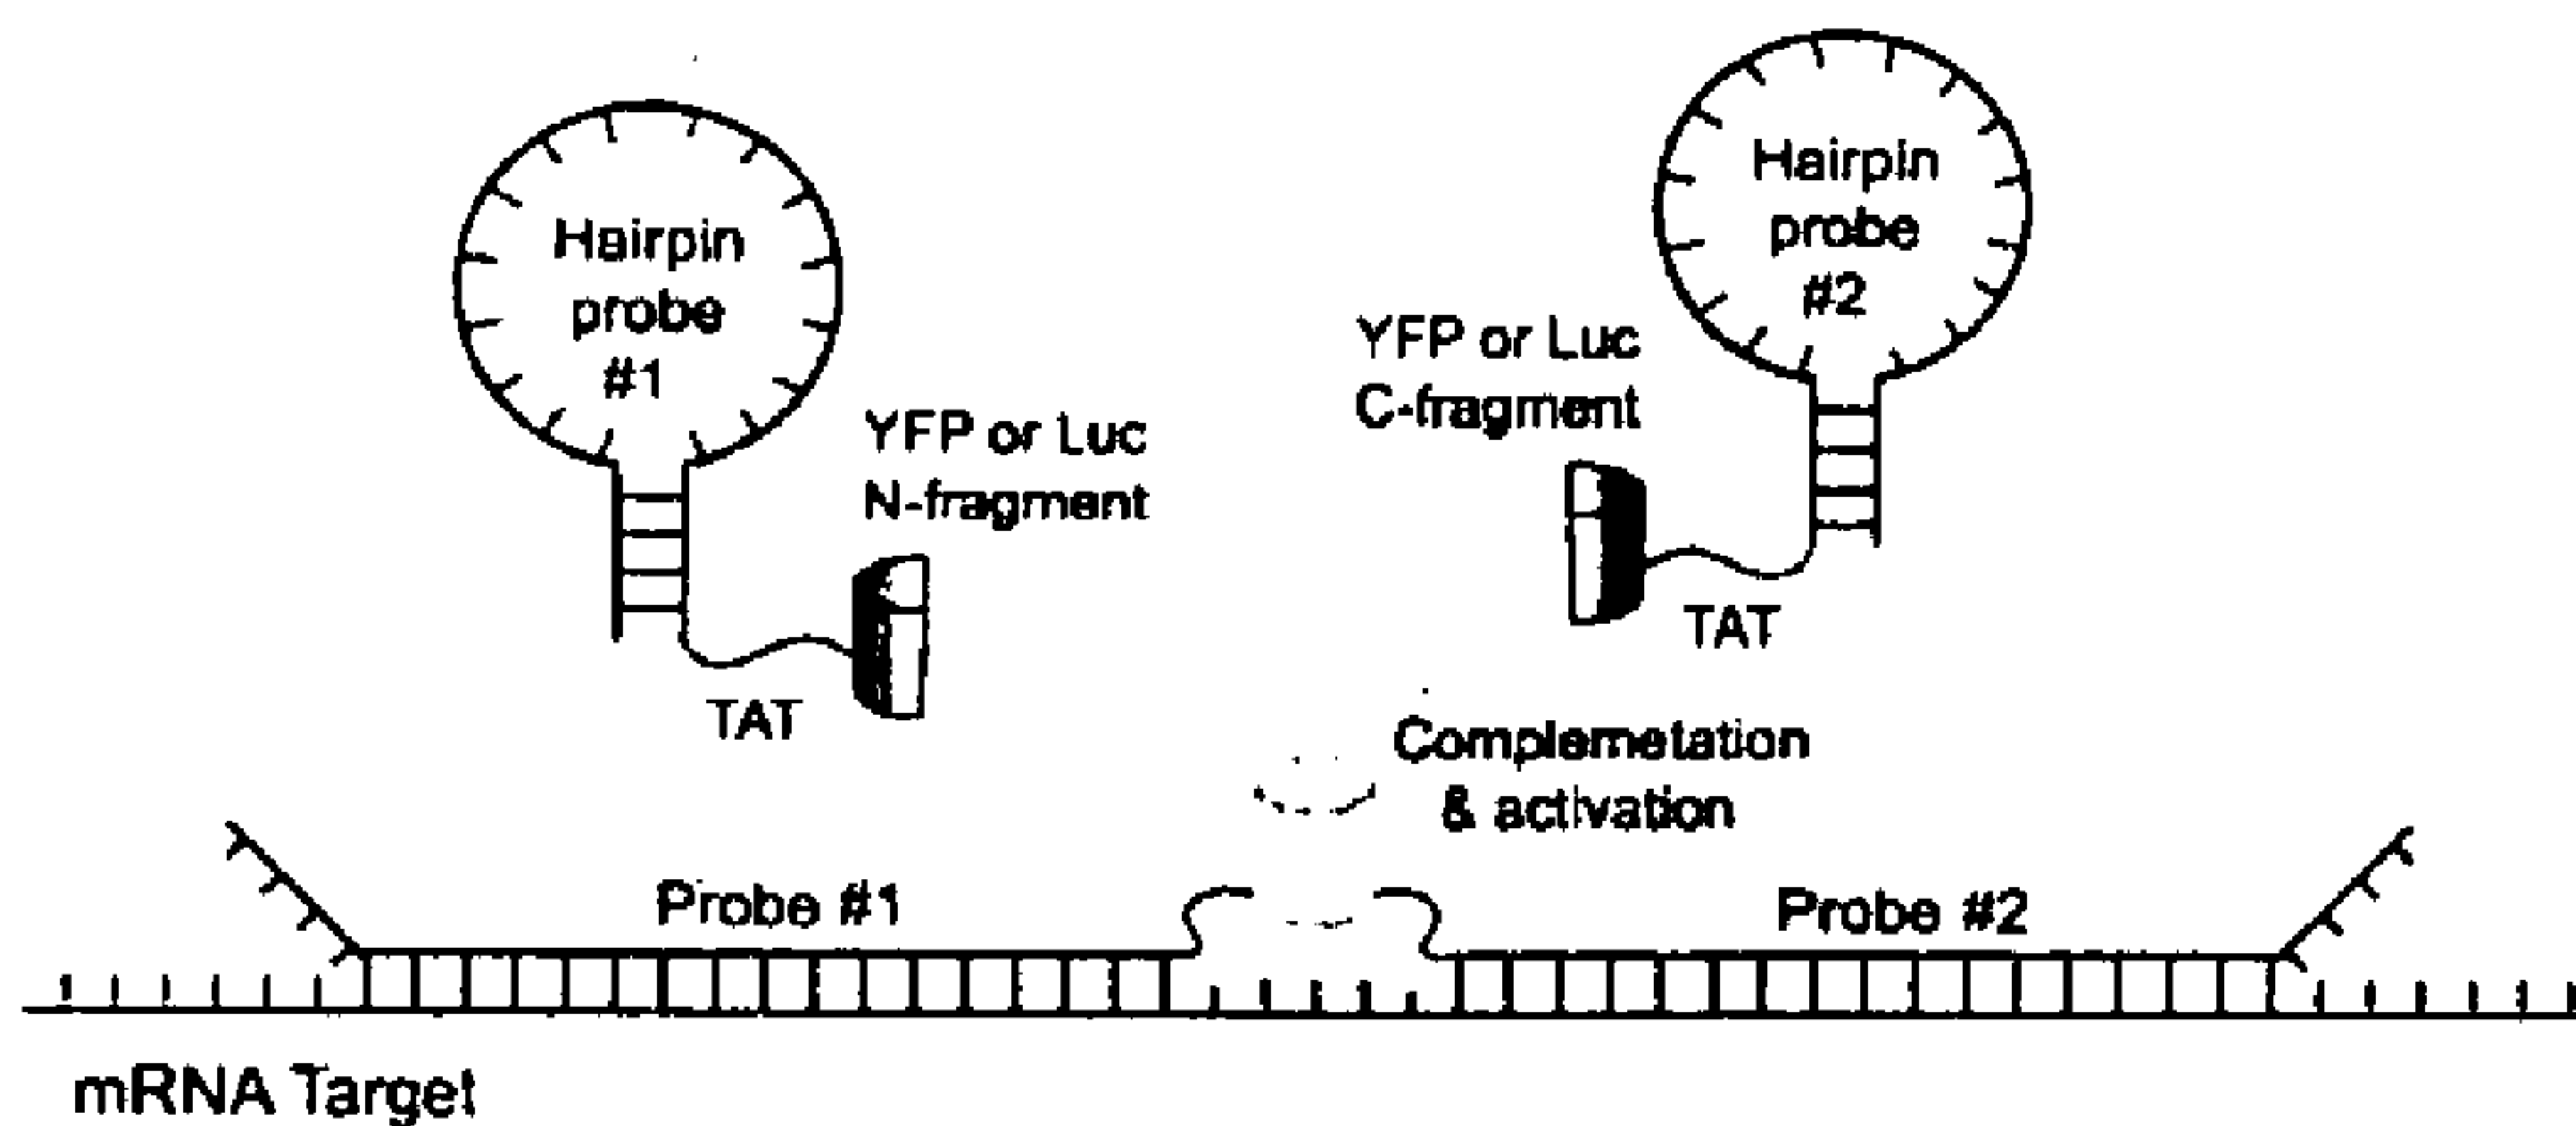 Hairpin
probe
#1
YFP or Luc
N-fragment
TAT
Hairpin
probe
#2
YFP or Luc
C-fragment
TAT
Complemetation
& activation
Probe #1
Probe #2
mRNA Target